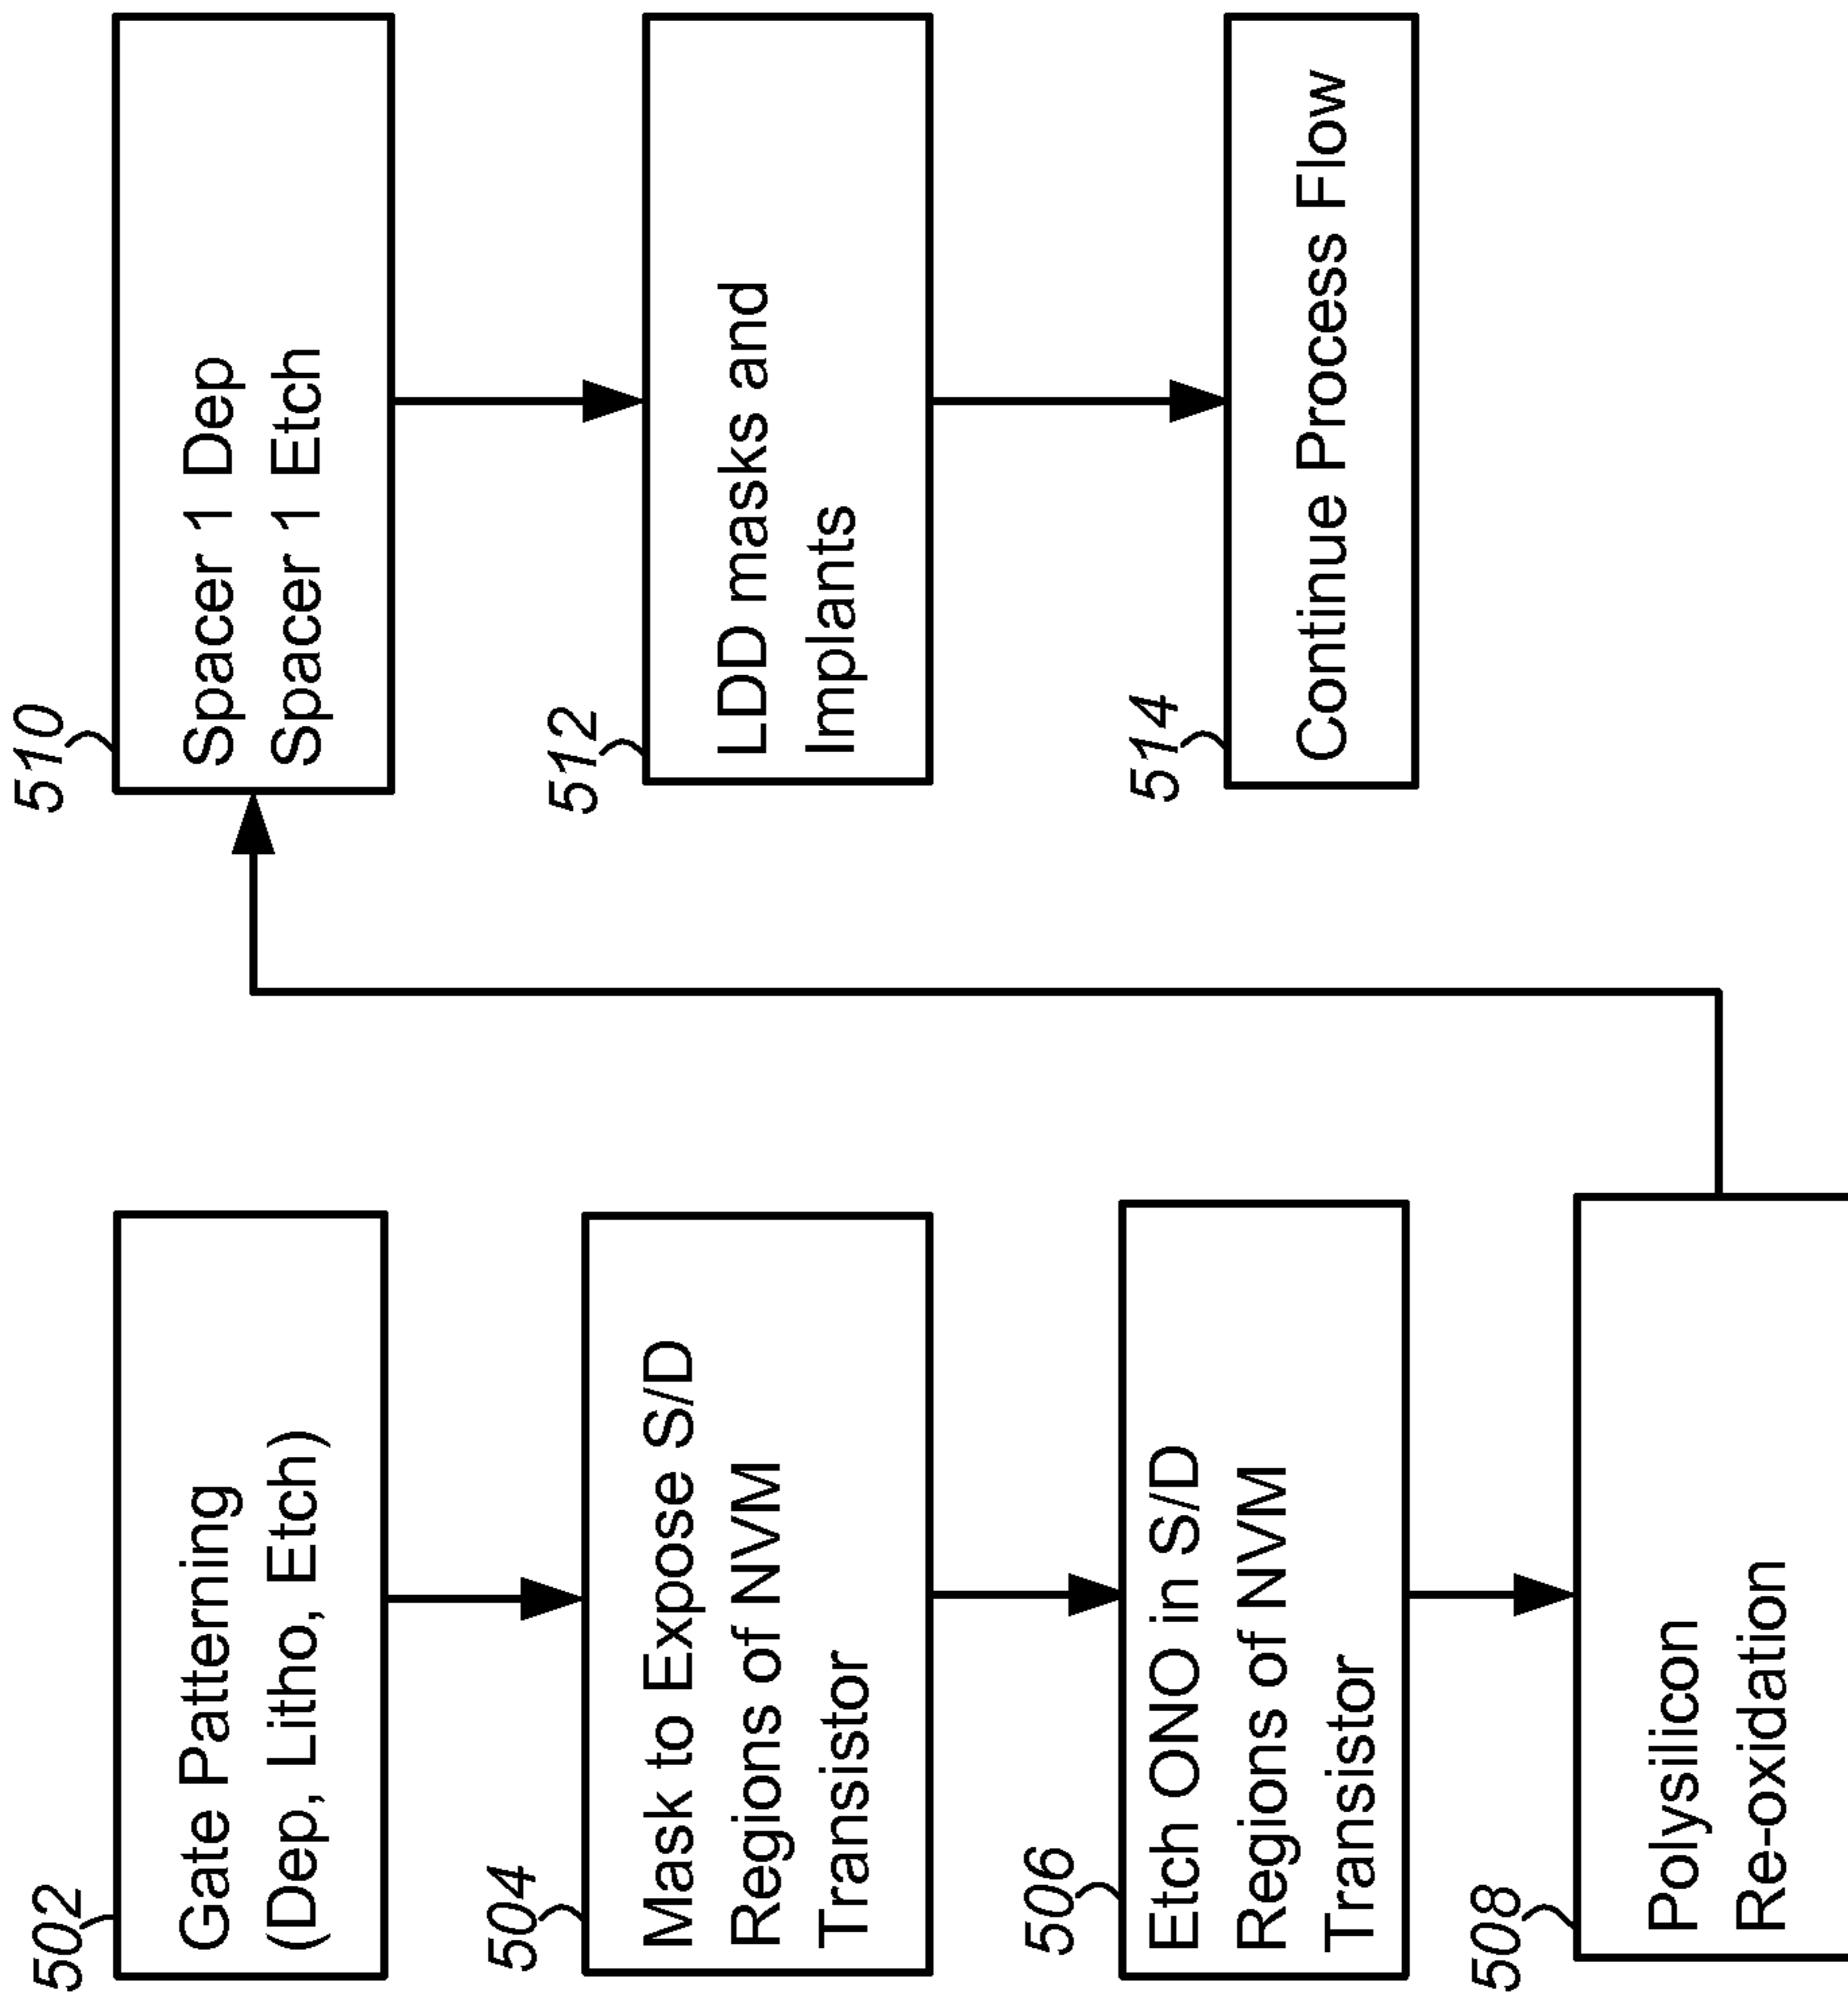 502
Gate Patterning
(Dep, Litho, Etch)
504
Mask to Expose S/D
Regions of NVM
Transistor
506
Etch ONO in S/D
Regions of NVM
Transistor
508
Polysilicon
Re-oxidation
510
Spacer 1 Dep
Spacer 1 Etch
512
LDD masks and
Implants
514
Continue Process Flow